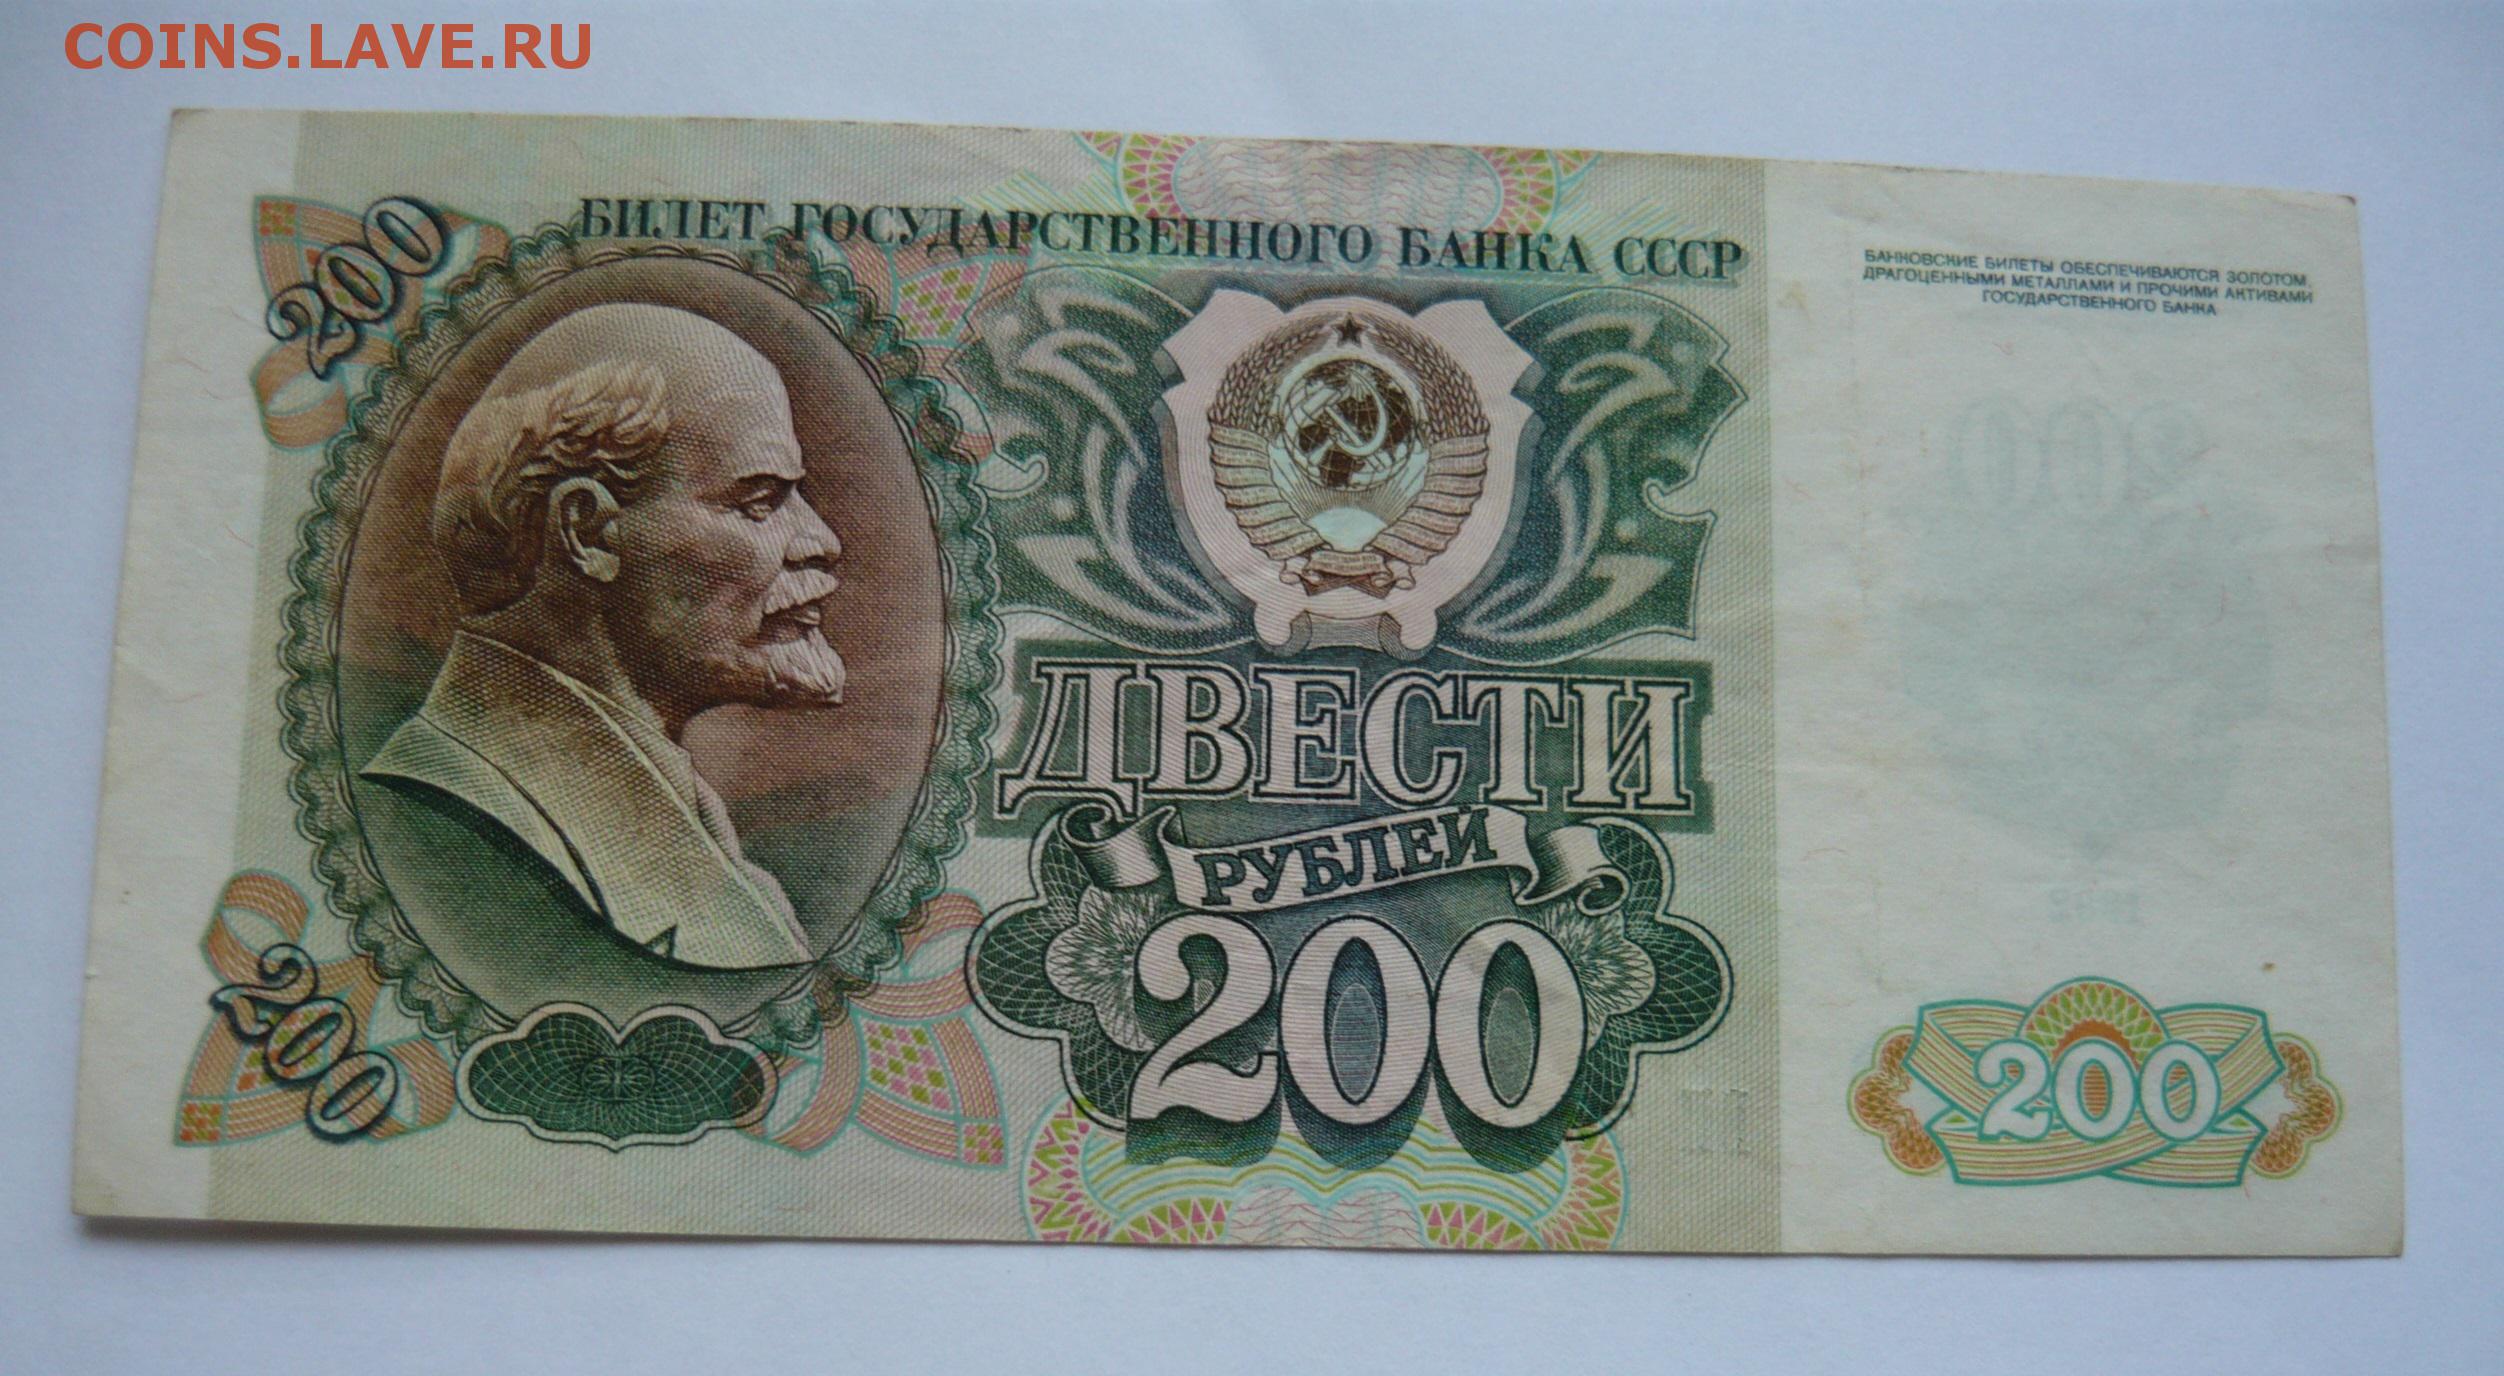 COINS.LAVE.RU
200
БИЛЕТ ГОСУДАРСТВЕННОГО БАНКА СССР
БАНКОВСКИЕ БИЛЕТЫ ОБЕСПЕЧИВАЮТСЯ ЗОЛОТОМ,
ДРАГОЦЕННЫМИ МЕТАЛЛАМИ И ПРОЧИМИ АКТИВАМИ
ГОСУДАРСТВЕННОГО БАНКА
ДВЕСТИ
РУБЛЕЙ
200
200
200